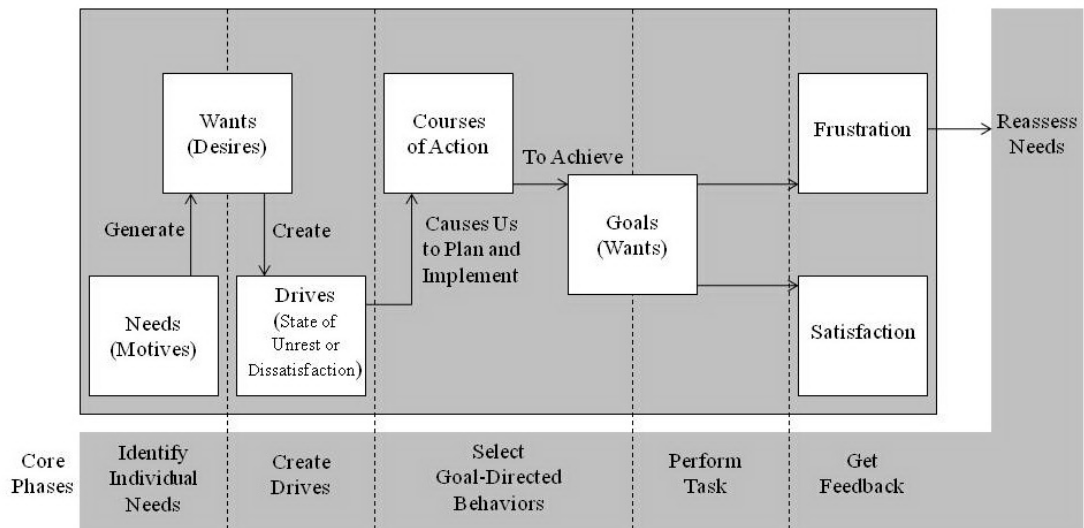 Wants
(Desires)
Generate
Create
Needs
(Motives)
Drives
(State of
Unrest or
Dissatisfaction)
Courses
of Action
Causes Us
to Plan and
Implement
To Achieve
Goals
(Wants)
Frustration
Satisfaction
Reassess
Needs
Core
Phases
Identify
Individual
Needs
Create
Drives
Select
Goal-Directed
Behaviors
Perform
Task
Get
Feedback